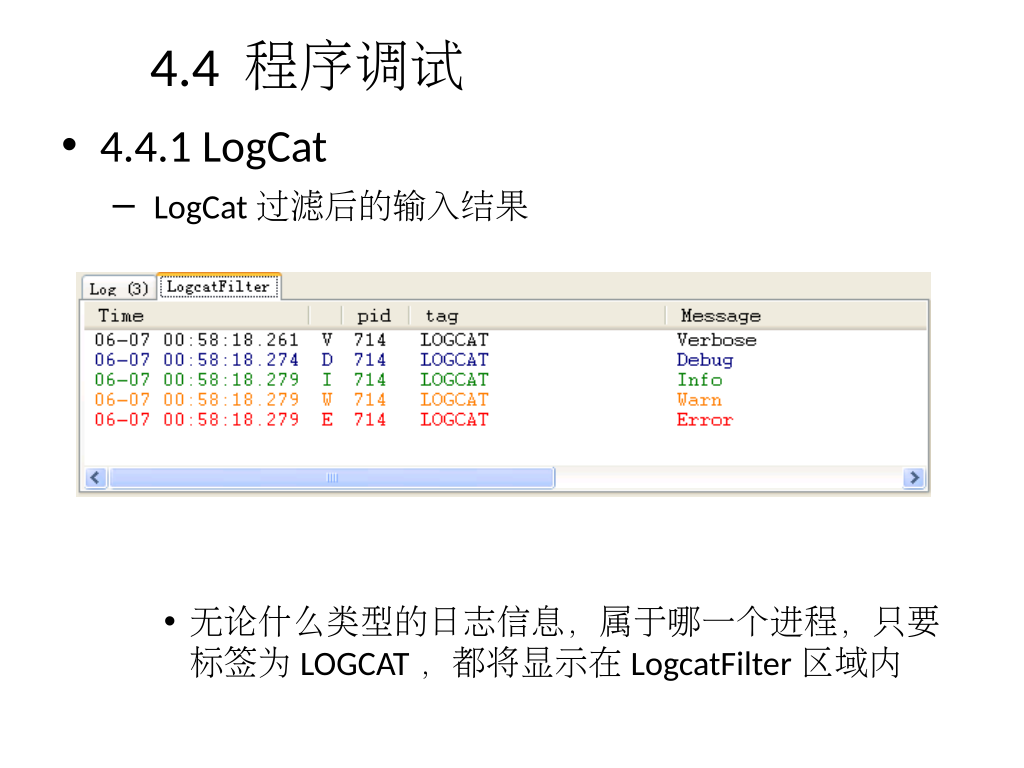 4.4 程序调试
• 4.4.1 LogCat
– LogCat 过滤后的输入结果
Log (3) LogcatFilter
Time pid tag Message
06-07 00:58:18.261 V 714 LOGCAT Verbose
06-07 00:58:18.274 D 714 LOGCAT Debug
06-07 00:58:18.279 I 714 LOGCAT Info
06-07 00:58:18.279 W 714 LOGCAT Warn
06-07 00:58:18.279 E 714 LOGCAT Error
• 无论什么类型的日志信息，属于哪一个进程，只要
标签为 LOGCAT ，都将显示在 LogcatFilter 区域内